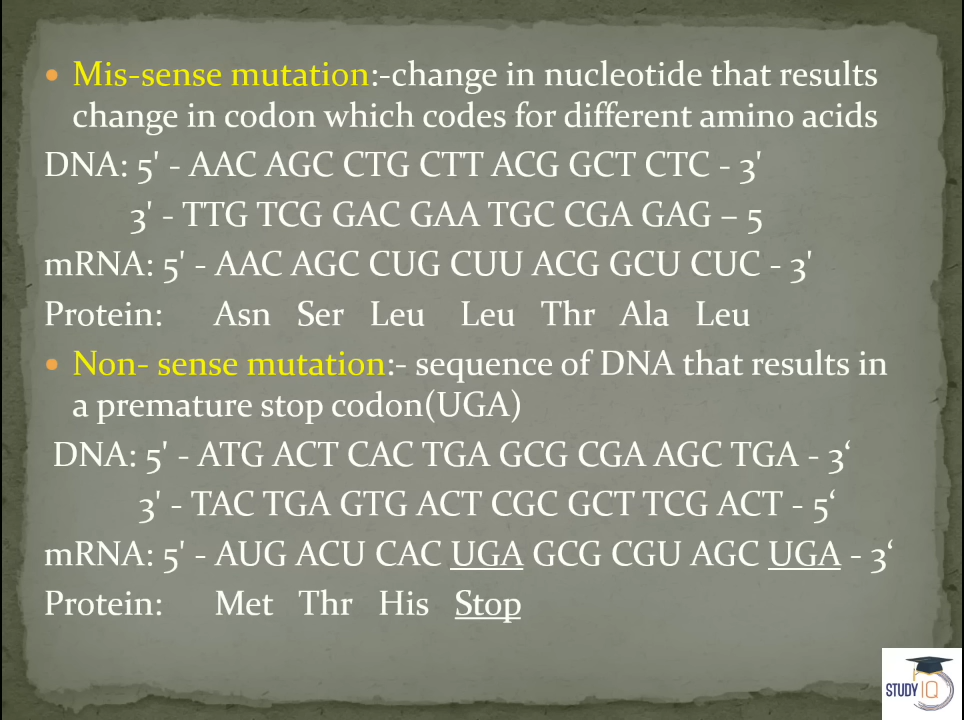 Mis-sense mutation:-change in nucleotide that results
change in codon which codes for different amino acids
DNA: 5' - AAC AGC CTG CTT ACG GCT CTC - 3'
3' - TTG TCG GAC GAA TGC CGA GAG – 5
mRNA: 5' - AAC AGC CUG CUU ACG GCU CUC - 3'
Protein: Asn Ser Leu Leu Thr Ala Leu
Non- sense mutation:- sequence of DNA that results in
a premature stop codon(UGA)
DNA: 5' - ATG ACT CAC TGA GCG CGA AGC TGA - 3‘
3' - TAC TGA GTG ACT CGC GCT TCG ACT - 5‘
mRNA: 5' - AUG ACU CAC UGA GCG CGU AGC UGA - 3‘
Protein: Met Thr His Stop
STUDY IQ